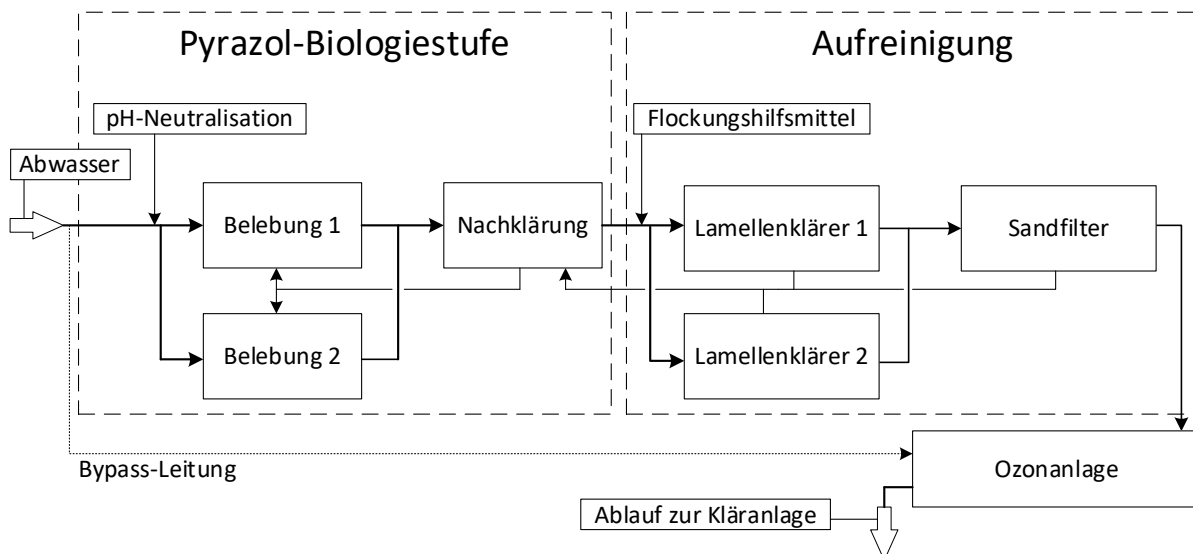 Pyrazol-Biologiestufe
Aufreinigung
pH-Neutralisation
Flockungshilfsmittel
Abwasser
Belebung 1
Nachklärung
Lamellenklärer 1
Sandfilter
Belebung 2
Lamellenklärer 2
Bypass-Leitung
Ozonanlage
Ablauf zur Kläranlage